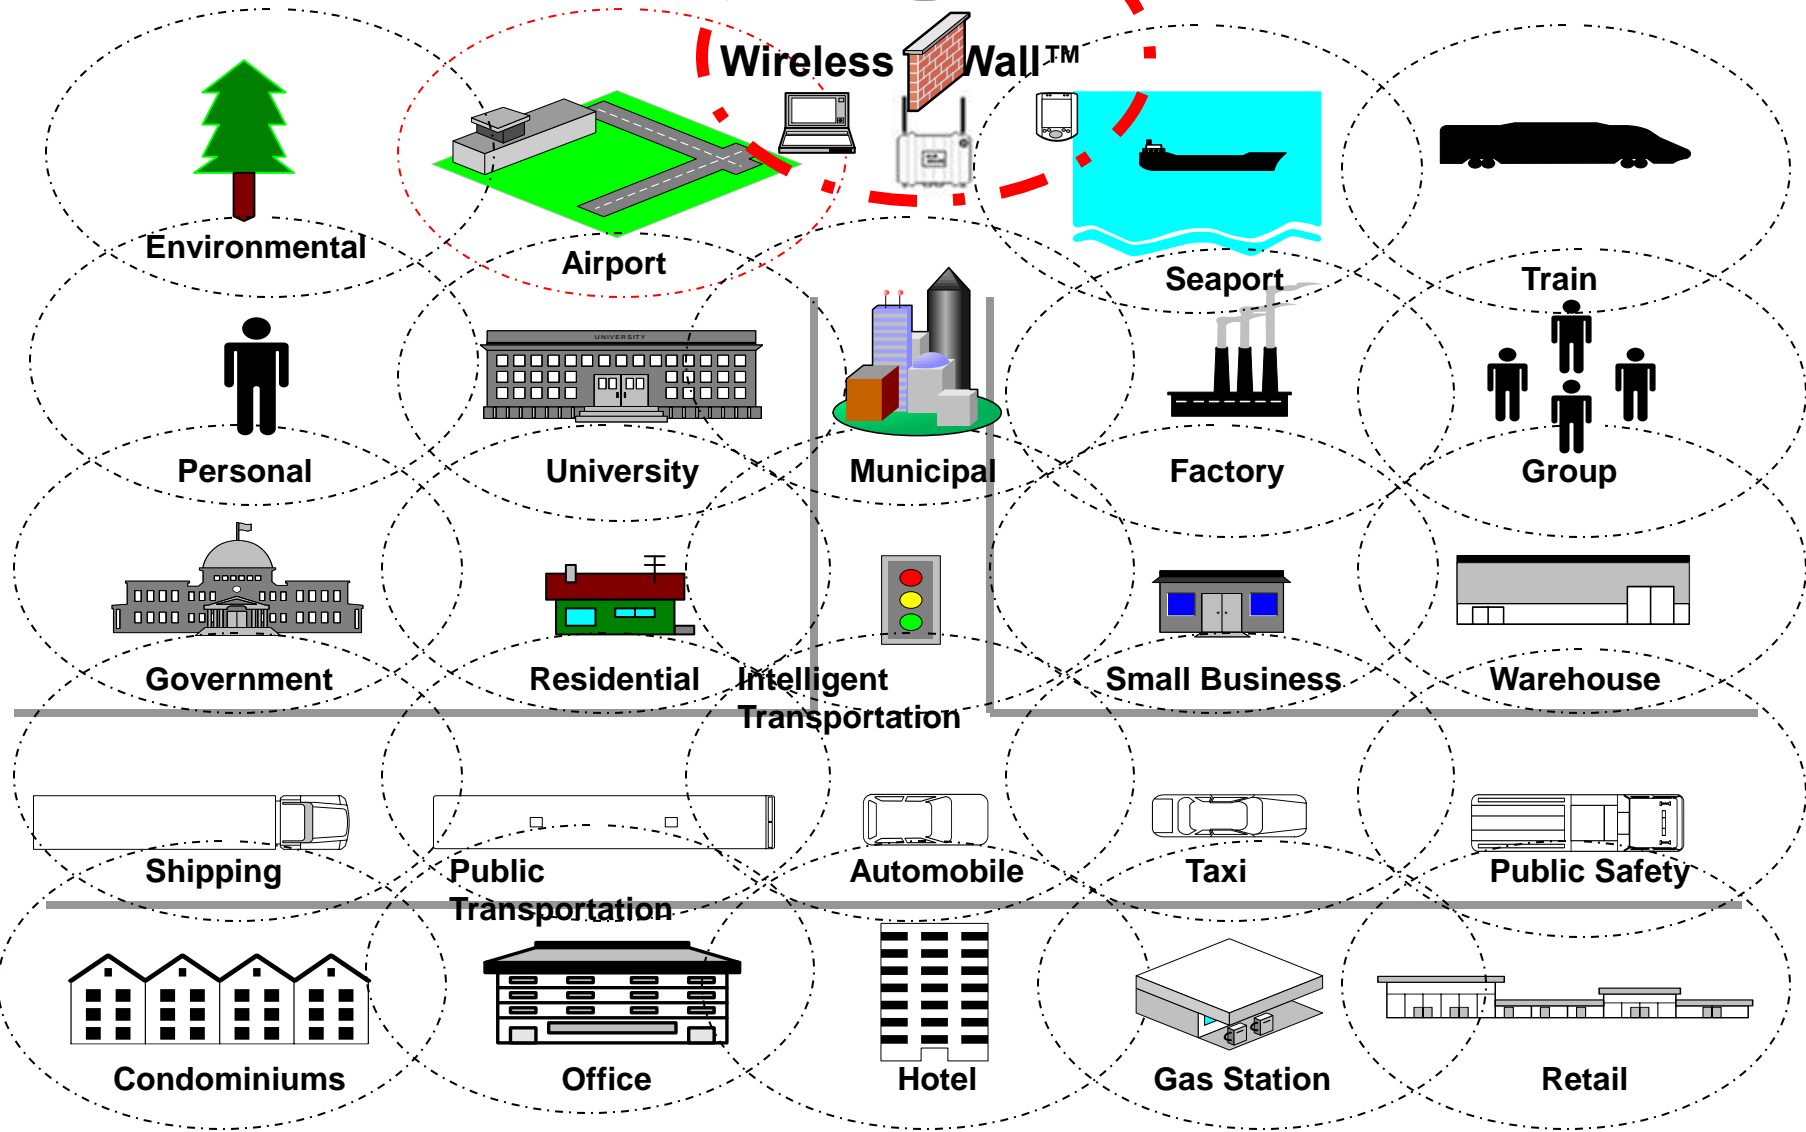 Wireless Wall™
Environmental
Airport
Seaport
Train
UNIVERSITY
Personal
University
Municipal
Factory
Group
Government
Residential
Intelligent
Transportation
Small Business
Warehouse
Shipping
Public
Transportation
Automobile
Taxi
Public Safety
Condominiums
Office
Hotel
Gas Station
Retail